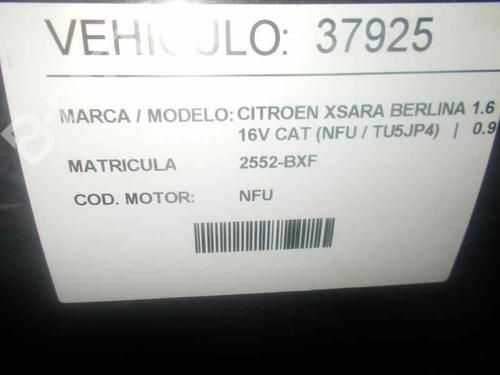 VEHICULO: 37925
MARCA / MODELO: CITROEN XSARA BERLINA 1.6
16V CAT (NFU / TU5JP4) | 0.9
MATRICULA 2552-BXF
COD. MOTOR: NFU